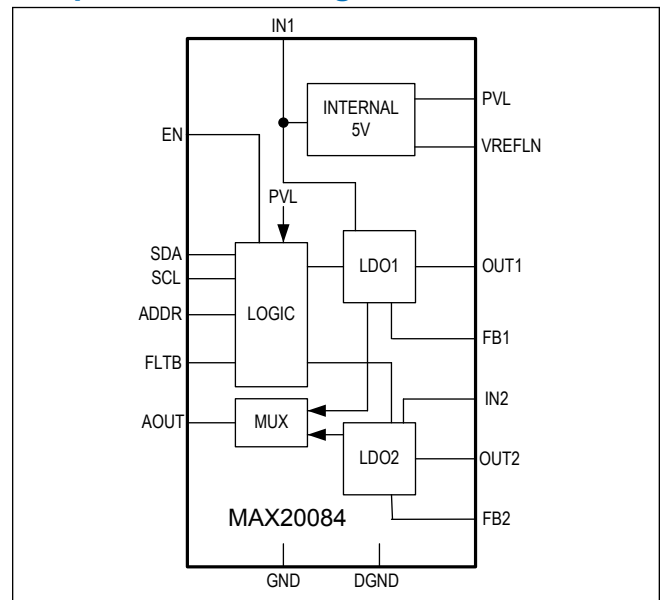 IN1
INTERNAL
5V
PVL
VREFLN
EN
PVL
SDA
SCL
ADDR
FLTB
LOGIC
LDO1
OUT1
FB1
IN2
AOUT
MUX
LDO2
OUT2
FB2
MAX20084
GND
DGND